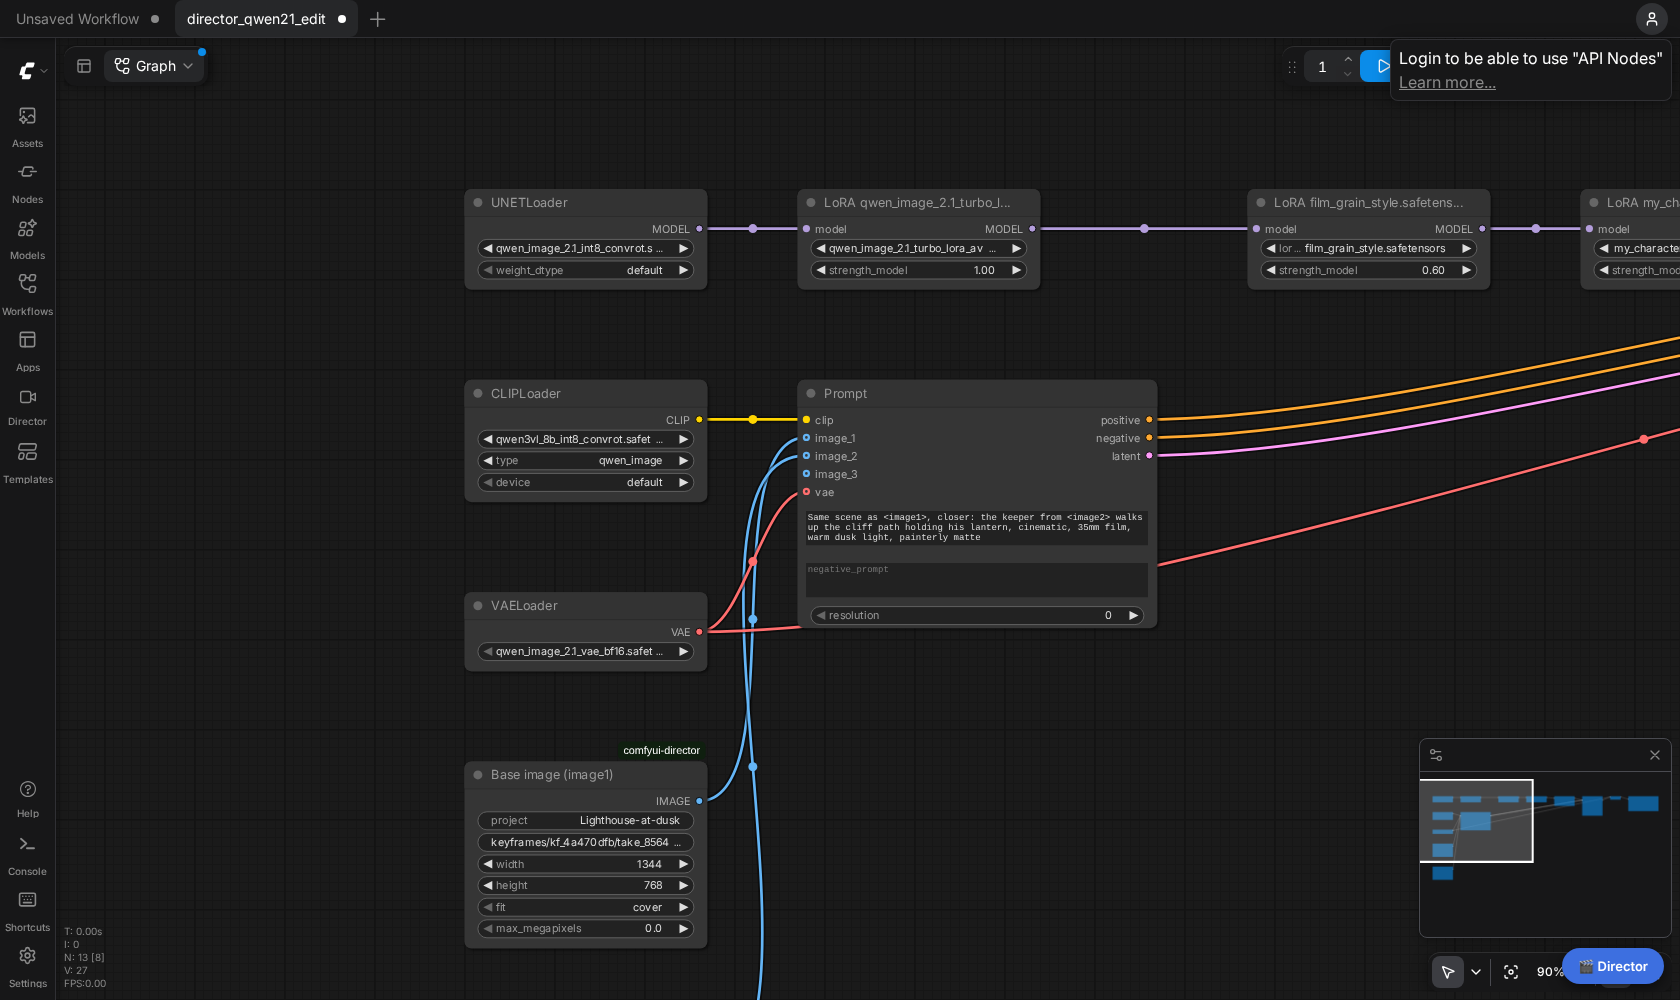 Unsaved Workflow
director_qwen21_edit
Graph
1
Login to be able to use "API Nodes"
Learn more...
Assets
Nodes
Models
Workflows
Apps
Director
Templates
Help
Console
Shortcuts
Settings
UNETLoader
MODEL
qwen_image_2.1_int8_convrot.s ...
weight_dtype default
LoRA qwen_image_2.1_turbo_l...
model MODEL
qwen_image_2.1_turbo_lora_av ...
strength_model 1.00
LoRA film_grain_style.safetens...
model MODEL
lor... film_grain_style.safetensors
strength_model 0.60
LoRA my_cha
model
my_characte
strength_mod
CLIPLoader
CLIP
qwen3vl_8b_int8_convrot.safet ...
type qwen_image
device default
Prompt
clip positive
image_1 negative
image_2 latent
image_3
vae
Same scene as <image1>, closer: the keeper from <image2> walks
up the cliff path holding his lantern, cinematic, 35mm film,
warm dusk light, painterly matte
negative_prompt
resolution 0
VAELoader
VAE
qwen_image_2.1_vae_bf16.safet ...
comfyui-director
Base image (image1)
IMAGE
project Lighthouse-at-dusk
keyframes/kf_4a470dfb/take_8564 ...
width 1344
height 768
fit cover
max_megapixels 0.0
T: 0.00s
I: 0
N: 13 [8]
V: 27
FPS:0.00
90%
Director